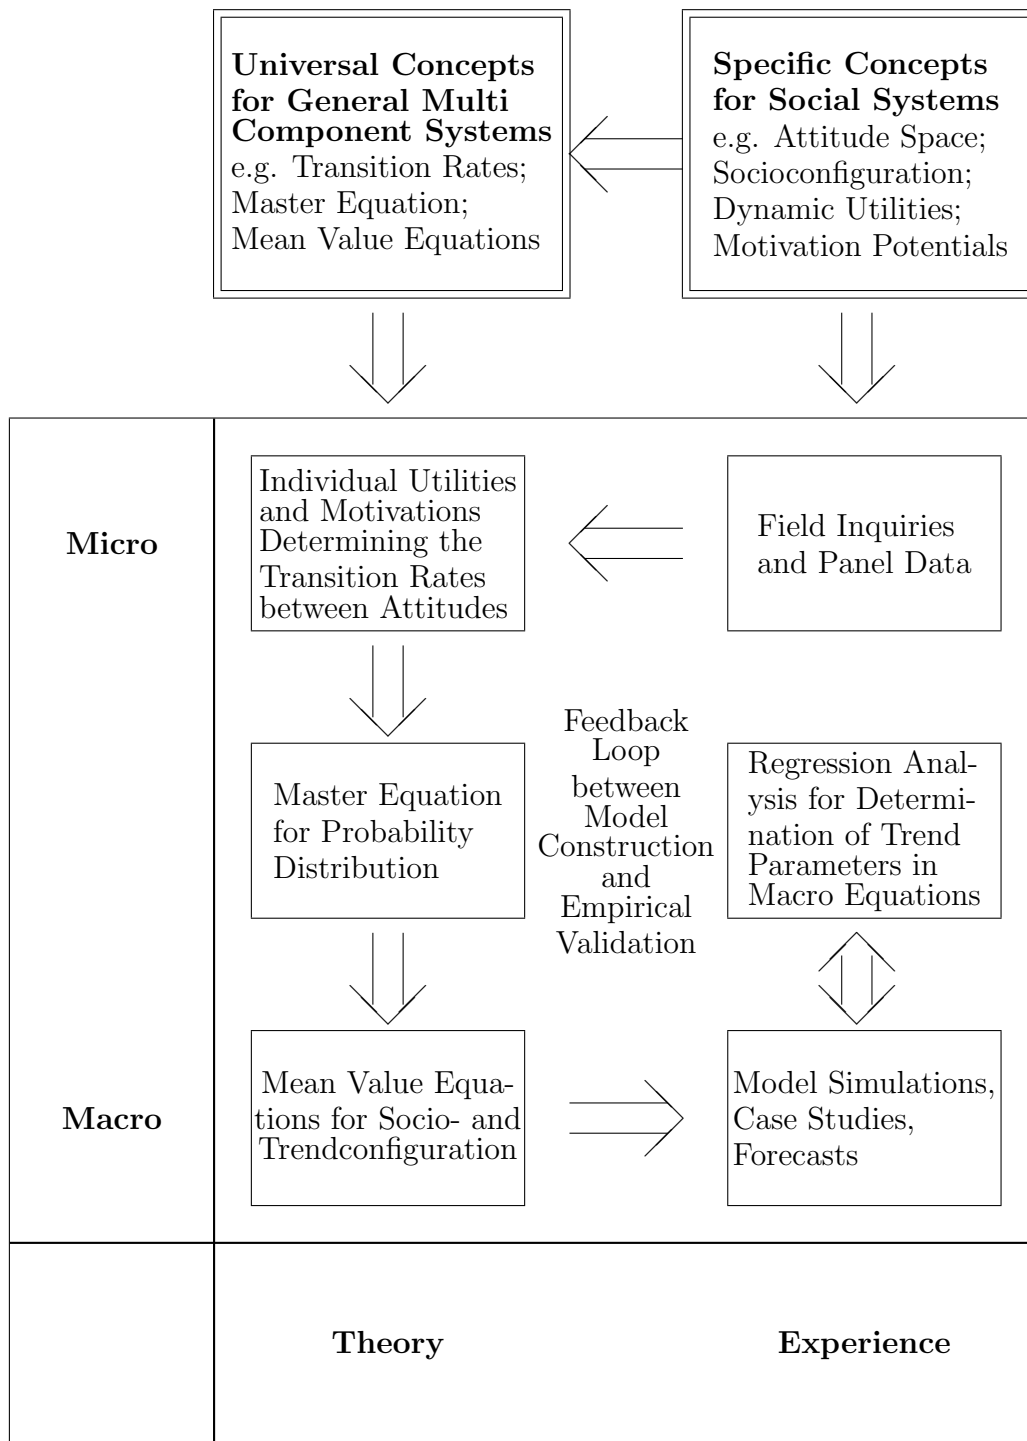 Universal Concepts
for General Multi
Component Systems
e.g. Transition Rates;
Master Equation;
Mean Value Equations
Specific Concepts
for Social Systems
e.g. Attitude Space;
Socioconfiguration;
Dynamic Utilities;
Motivation Potentials
Micro
Individual Utilities
and Motivations
Determining the
Transition Rates
between Attitudes
Field Inquiries
and Panel Data
Master Equation
for Probability
Distribution
Feedback
Loop
between
Model
Construction
and
Empirical
Validation
Regression Anal-
ysis for Determi-
nation of Trend
Parameters in
Macro Equations
Macro
Mean Value Equa-
tions for Socio- and
Trendconfiguration
Model Simulations,
Case Studies,
Forecasts
Theory
Experience